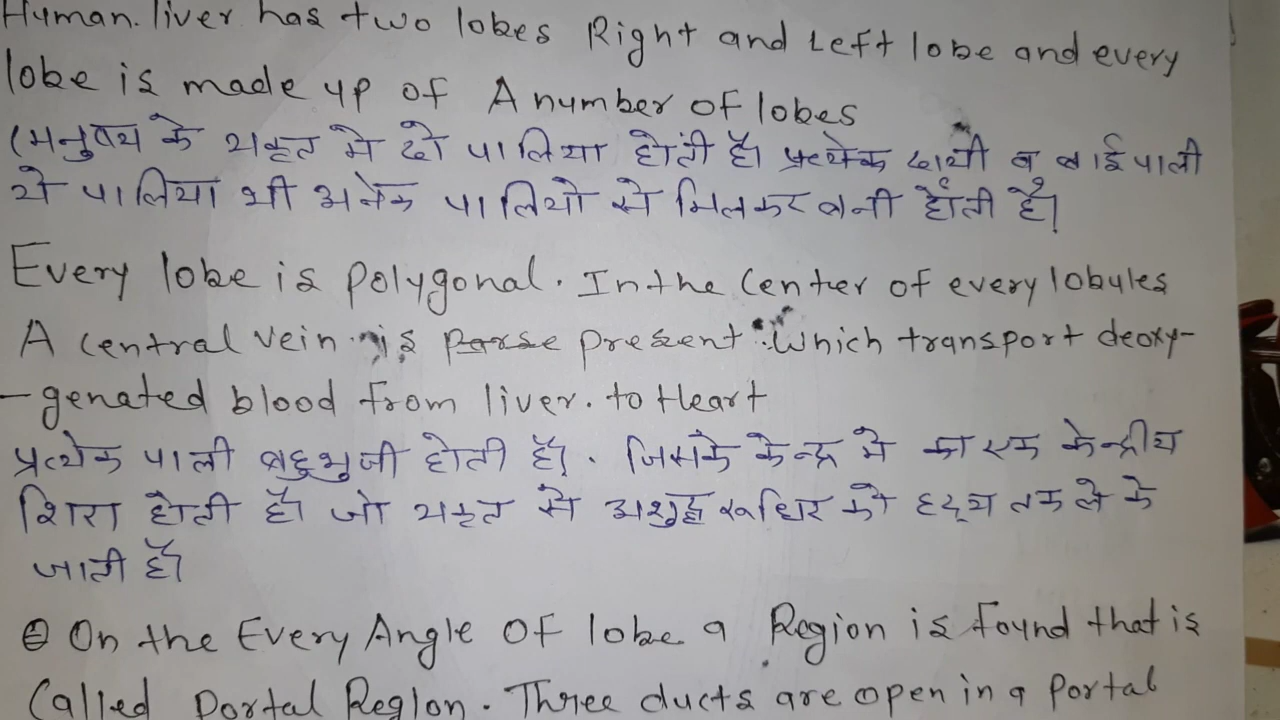 Human liver has two lobes Right and Left lobe and every
lobe is made up of A number of lobes
(मनुषय के यकृत मे दो पालिया होती है। प्रत्येक दायी व बाई पाली
ये पालिया भी अनेक पालियो से मिलकर बनी होती है।
Every lobe is polygonal. In the Center of every lobules
A central vein is present which transport deoxy-
-genated blood from liver. to Heart
प्रत्येक पाली बहुभुजी होती है। . जिसके केन्द्र मे का एक केन्द्रीय
शिरा होती है। जो यकृत से अशुद्ध रूधिर को हदय तक ले के
जाती है।
On the Every Angle Of lobe a Region is found that is
Called Portal Region. Three ducts are open in a Portal